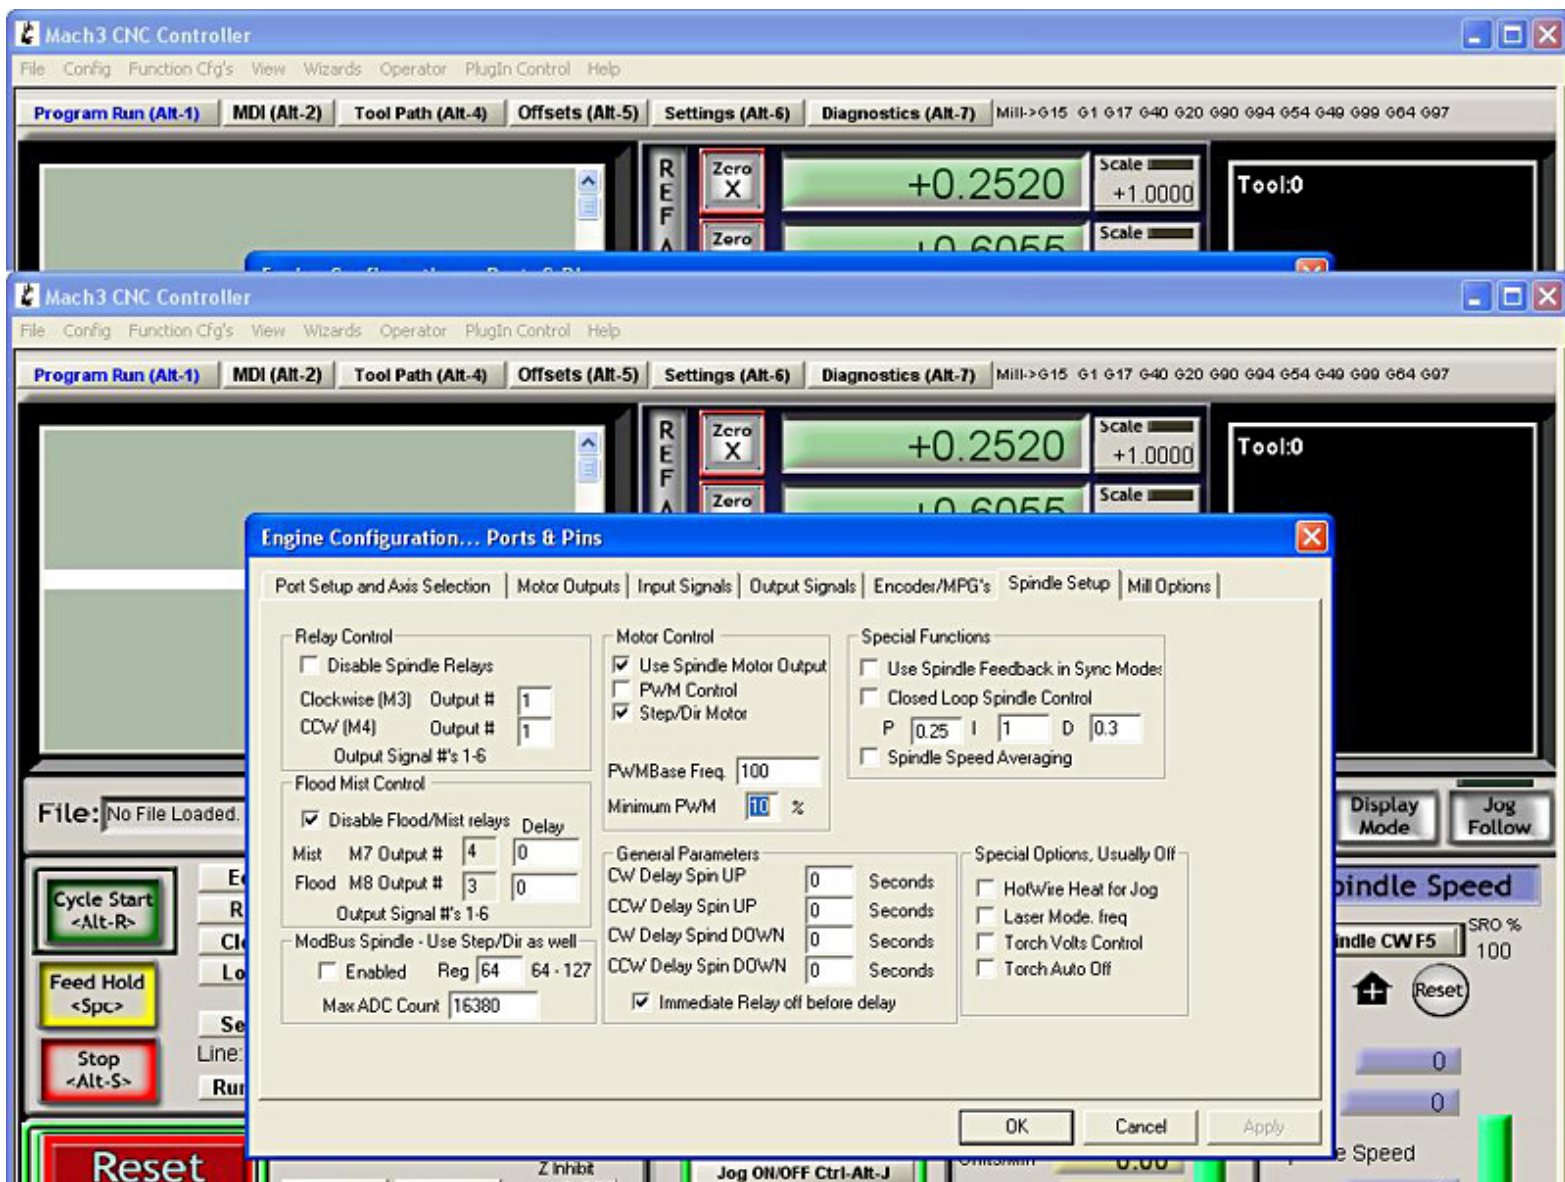 Mach3 CNC Controller
File Config Function Cfg's View Wizards Operator PlugIn Control Help
Program Run (Alt-1) MDI (Alt-2) Tool Path (Alt-4) Offsets (Alt-5) Settings (Alt-6) Diagnostics (Alt-7) Mill->G15 G1 G17 G40 G20 G90 G94 G54 G49 G99 G64 G97
REF Zero X +0.2520 Scale +1.0000 Tool:0
Zero Scale
Mach3 CNC Controller
File Config Function Cfg's View Wizards Operator PlugIn Control Help
Program Run (Alt-1) MDI (Alt-2) Tool Path (Alt-4) Offsets (Alt-5) Settings (Alt-6) Diagnostics (Alt-7) Mill->G15 G1 G17 G40 G20 G90 G94 G54 G49 G99 G64 G97
REF Zero X +0.2520 Scale +1.0000 Tool:0
Zero Scale
Engine Configuration... Ports & Pins
Port Setup and Axis Selection Motor Outputs Input Signals Output Signals Encoder/MPG's Spindle Setup Mill Options
Relay Control
Disable Spindle Relays
Clockwise (M3) Output # 1
CCW (M4) Output # 1
Output Signal #'s 1-6
Flood Mist Control
Disable Flood/Mist relays Delay
Mist M7 Output # 4 0
Flood M8 Output # 3 0
Output Signal #'s 1-6
ModBus Spindle - Use Step/Dir as well
Enabled Reg 64 64 - 127
Max ADC Count 16380
Motor Control
Use Spindle Motor Output
PWM Control
Step/Dir Motor
PWMBase Freq. 100
Minimum PWM 10 %
General Parameters
CW Delay Spin UP 0 Seconds
CCW Delay Spin UP 0 Seconds
CW Delay Spind DOWN 0 Seconds
CCW Delay Spin DOWN 0 Seconds
Immediate Relay off before delay
Special Functions
Use Spindle Feedback in Sync Modes
Closed Loop Spindle Control
P 0.25 I 1 D 0.3
Spindle Speed Averaging
Special Options, Usually Off
HotWire Heat for Jog
Laser Mode. freq
Torch Volts Control
Torch Auto Off
OK Cancel Apply
File: No File Loaded.
Display Mode
Jog Follow
Cycle Start
<Alt-R>
Feed Hold
<Spc>
Stop
<Alt-S>
Line:
Reset
pindle Speed
indle CW F5 SRO %
100
Reset
0
0
e Speed
Z Inhibit
Jog ON/OFF Ctrl-Alt-J
Units/Min 0.00